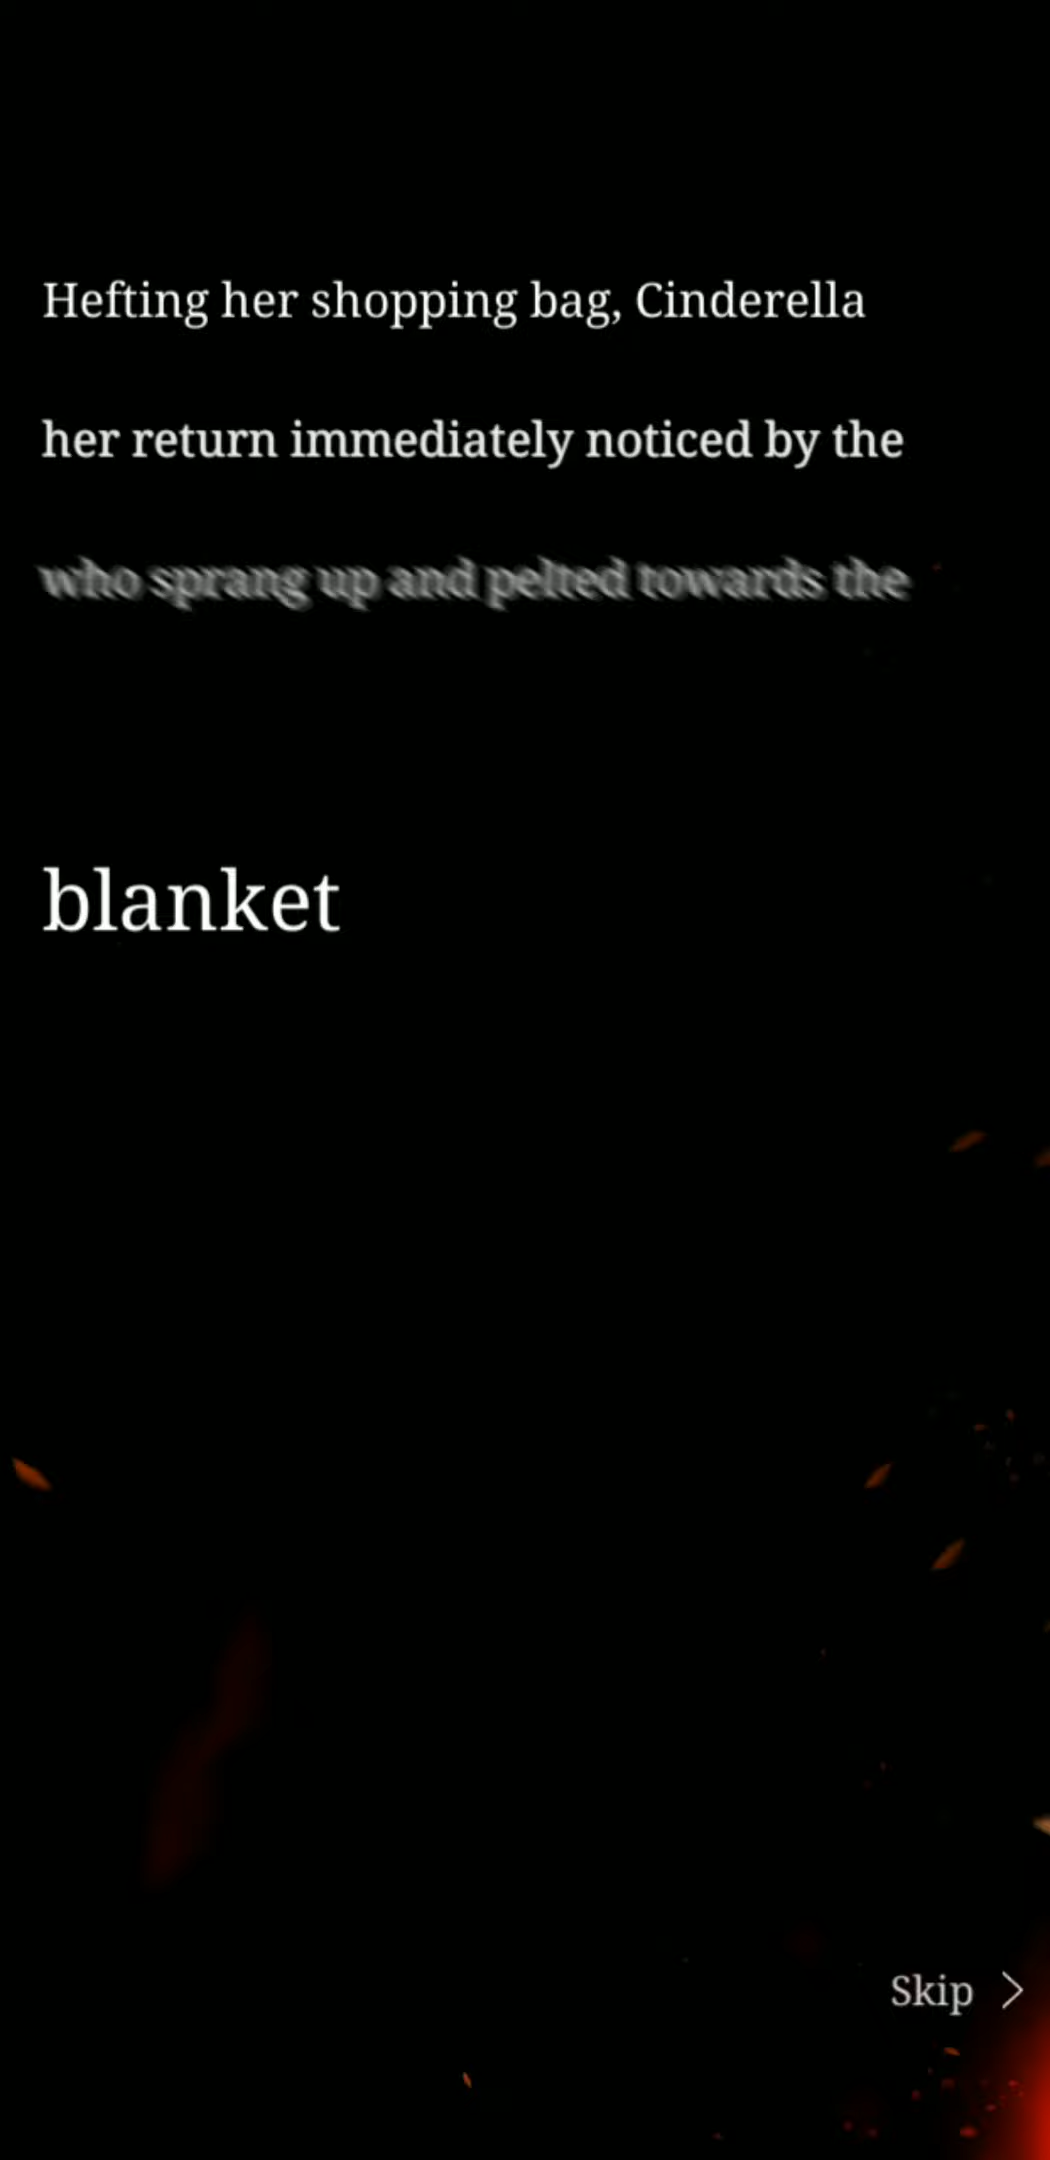 Hefting her shopping bag, Cinderella
her return immediately noticed by the
who sprang up and pelted towards the
blanket
Skip